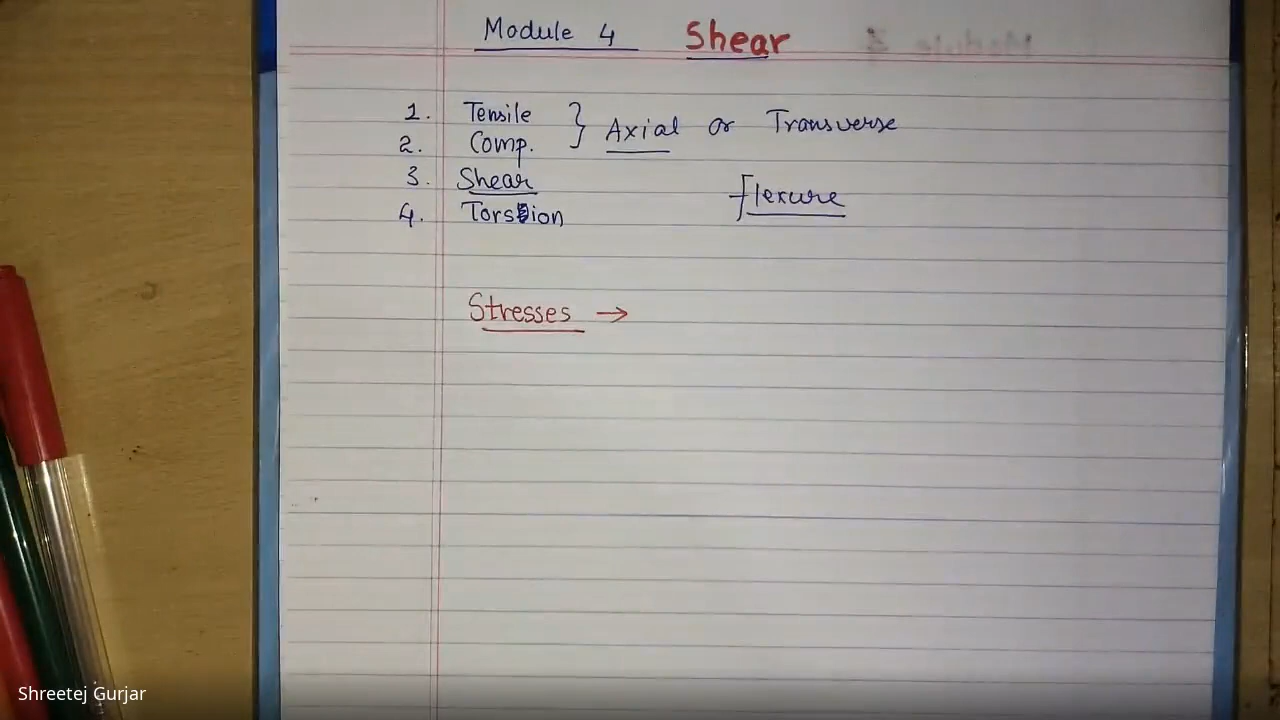 Module 4 Shear
1. Tensile } Axial or Transverse
2. Comp.
3. Shear flexure
4. Torsion
Stresses →
Shreetej Gurjar